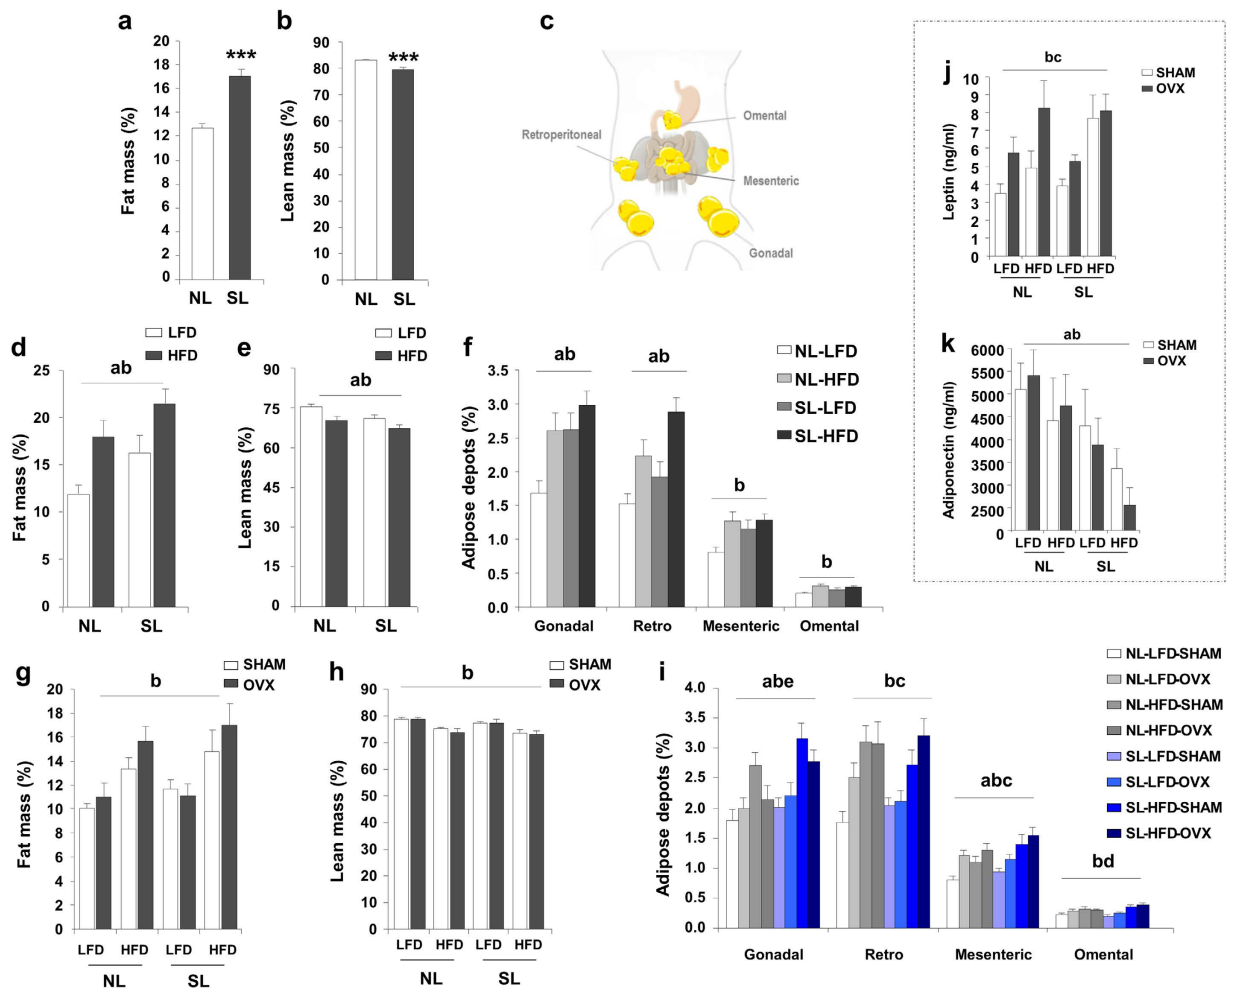 a
Fat mass (%)
20
18
16
14
12
10
8
6
4
2
0
***
NL SL
b
Lean mass (%)
90
80
70
60
50
40
30
20
10
0
***
NL SL
c
Omental
Retroperitoneal
Mesenteric
Gonadal
j
bc
SHAM
OVX
Leptin (ng/ml)
10
9
8
7
6
5
4
3
2
1
0
LFD HFD LFD HFD
NL SL
k
ab
SHAM
OVX
Adiponectin (ng/ml)
6000
5500
5000
4500
4000
3500
3000
2500
0
LFD HFD LFD HFD
NL SL
d
LFD
HFD
ab
Fat mass (%)
25
20
15
10
5
0
NL SL
e
LFD
HFD
ab
Lean mass (%)
90
75
60
45
30
15
0
NL SL
f
ab
ab
b
b
NL-LFD
NL-HFD
SL-LFD
SL-HFD
Adipose depots (%)
3.5
3.0
2.5
2.0
1.5
1.0
0.5
0.0
Gonadal Retro Mesenteric Omental
g
SHAM
OVX
b
Fat mass (%)
20
18
16
14
12
10
8
6
4
2
0
LFD HFD LFD HFD
NL SL
h
SHAM
OVX
b
Lean mass (%)
90
80
70
60
50
40
30
20
10
0
LFD HFD LFD HFD
NL SL
i
abe
bc
abc
bd
NL-LFD-SHAM
NL-LFD-OVX
NL-HFD-SHAM
NL-HFD-OVX
SL-LFD-SHAM
SL-LFD-OVX
SL-HFD-SHAM
SL-HFD-OVX
Adipose depots (%)
4.0
3.5
3.0
2.5
2.0
1.5
1.0
0.5
0.0
Gonadal Retro Mesenteric Omental